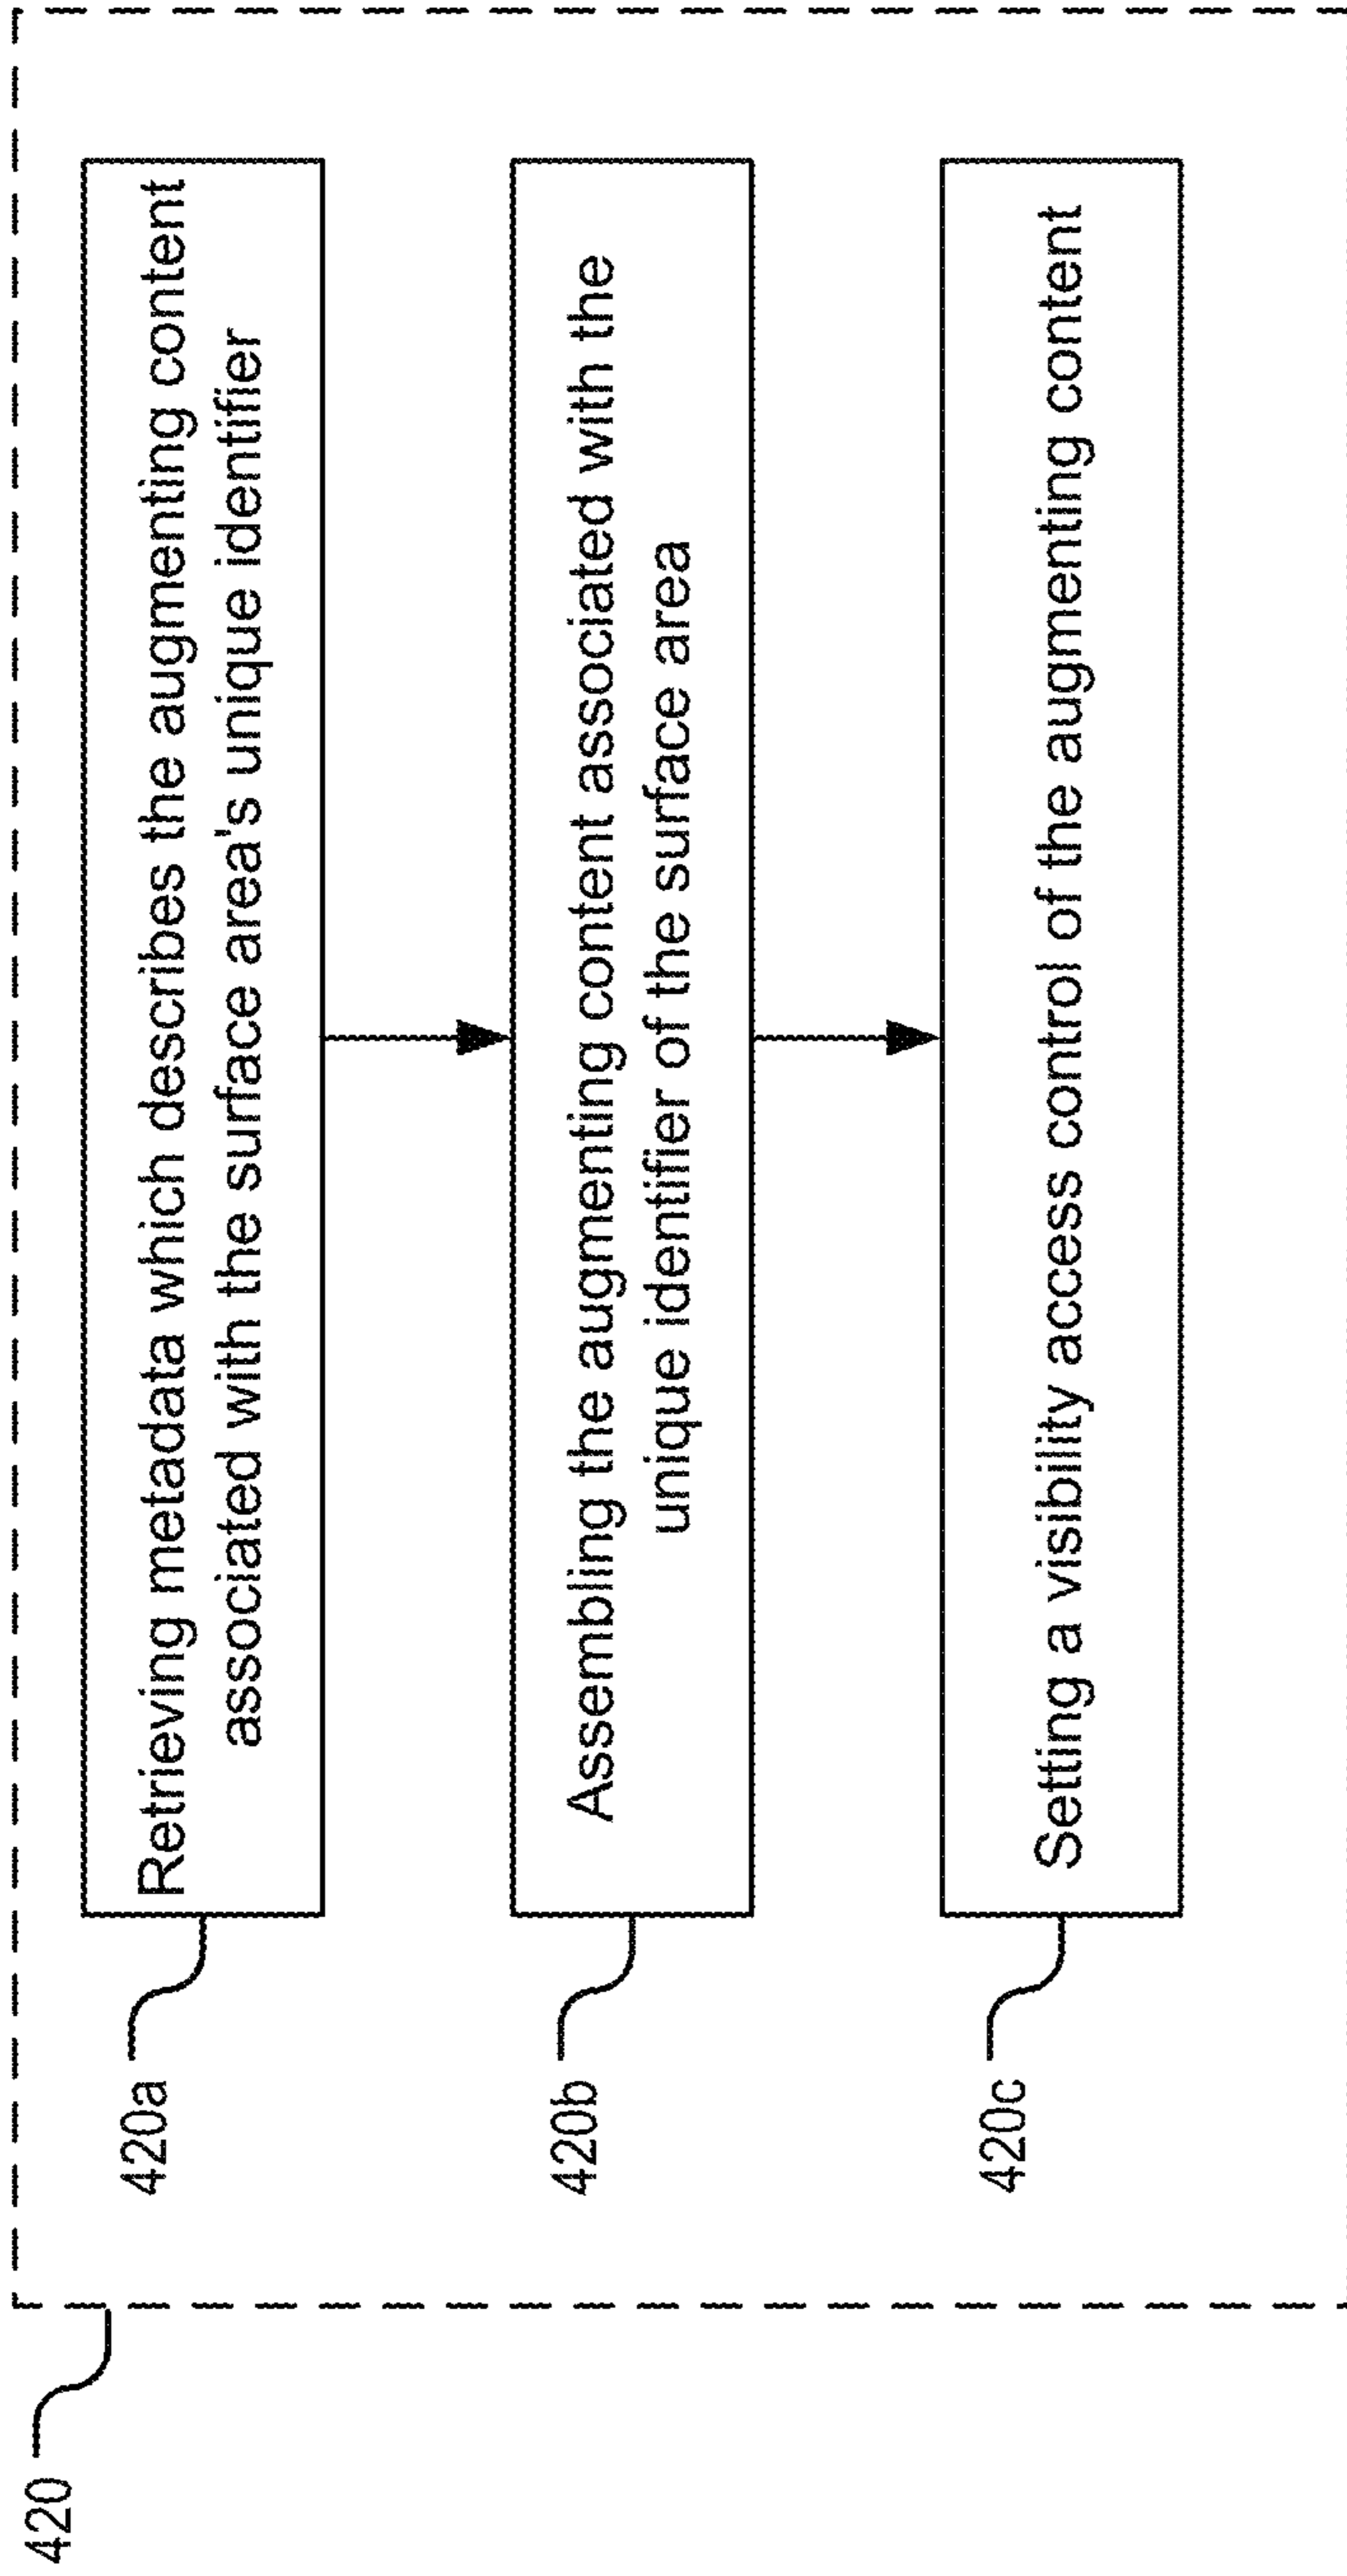 420
420a
Retrieving metadata which describes the augmenting content
associated with the surface area's unique identifier
420b
Assembling the augmenting content associated with the
unique identifier of the surface area
420c
Setting a visibility access control of the augmenting content